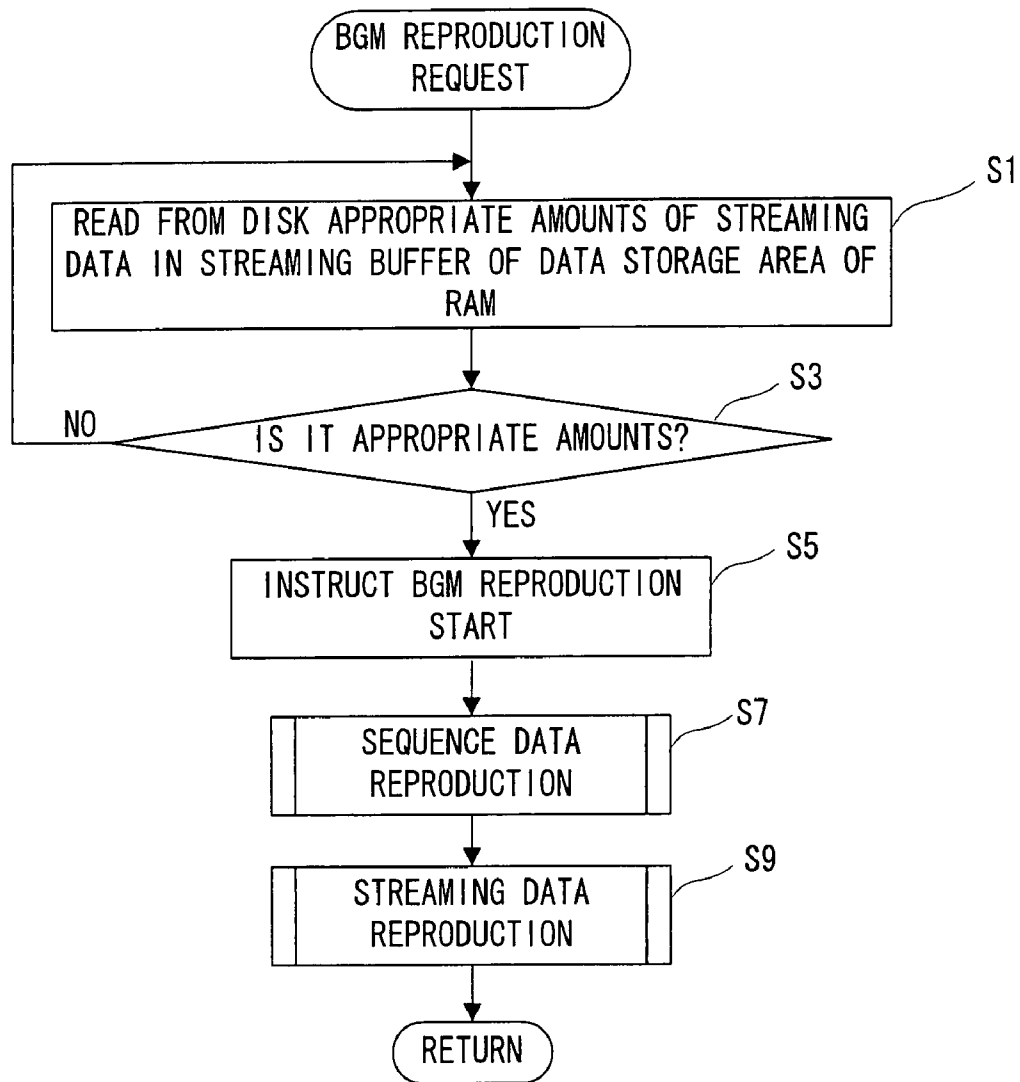 BGM REPRODUCTION
REQUEST
S1
READ FROM DISK APPROPRIATE AMOUNTS OF STREAMING
DATA IN STREAMING BUFFER OF DATA STORAGE AREA OF
RAM
S3
NO
IS IT APPROPRIATE AMOUNTS?
YES
S5
INSTRUCT BGM REPRODUCTION
START
S7
SEQUENCE DATA
REPRODUCTION
S9
STREAMING DATA
REPRODUCTION
RETURN